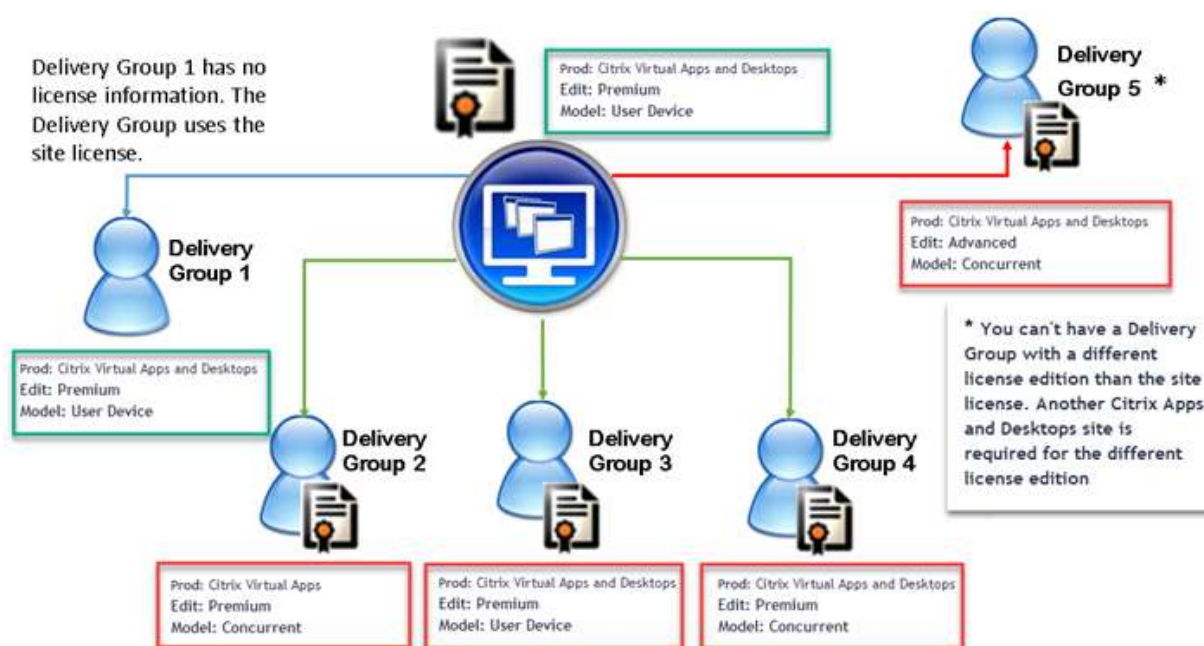 Delivery Group 1 has no
license information. The
Delivery Group uses the
site license.
Prod: Citrix Virtual Apps and Desktops
Edit: Premium
Model: User Device
Delivery
Group 5 *
Prod: Citrix Virtual Apps and Desktops
Edit: Advanced
Model: Concurrent
* You can't have a Delivery
Group with a different
license edition than the site
license. Another Citrix Apps
and Desktops site is
required for the different
license edition
Delivery
Group 1
Prod: Citrix Virtual Apps and Desktops
Edit: Premium
Model: User Device
Delivery
Group 2
Prod: Citrix Virtual Apps
Edit: Premium
Model: Concurrent
Delivery
Group 3
Prod: Citrix Virtual Apps and Desktops
Edit: Premium
Model: User Device
Delivery
Group 4
Prod: Citrix Virtual Apps and Desktops
Edit: Premium
Model: Concurrent